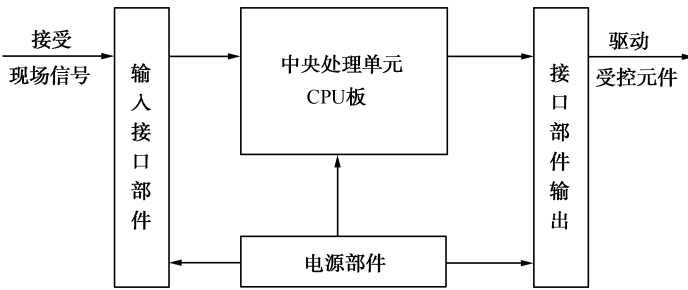 接受
现场信号
输入接口部件
中央处理单元
CPU板
电源部件
接口部件输出
驱动
受控元件